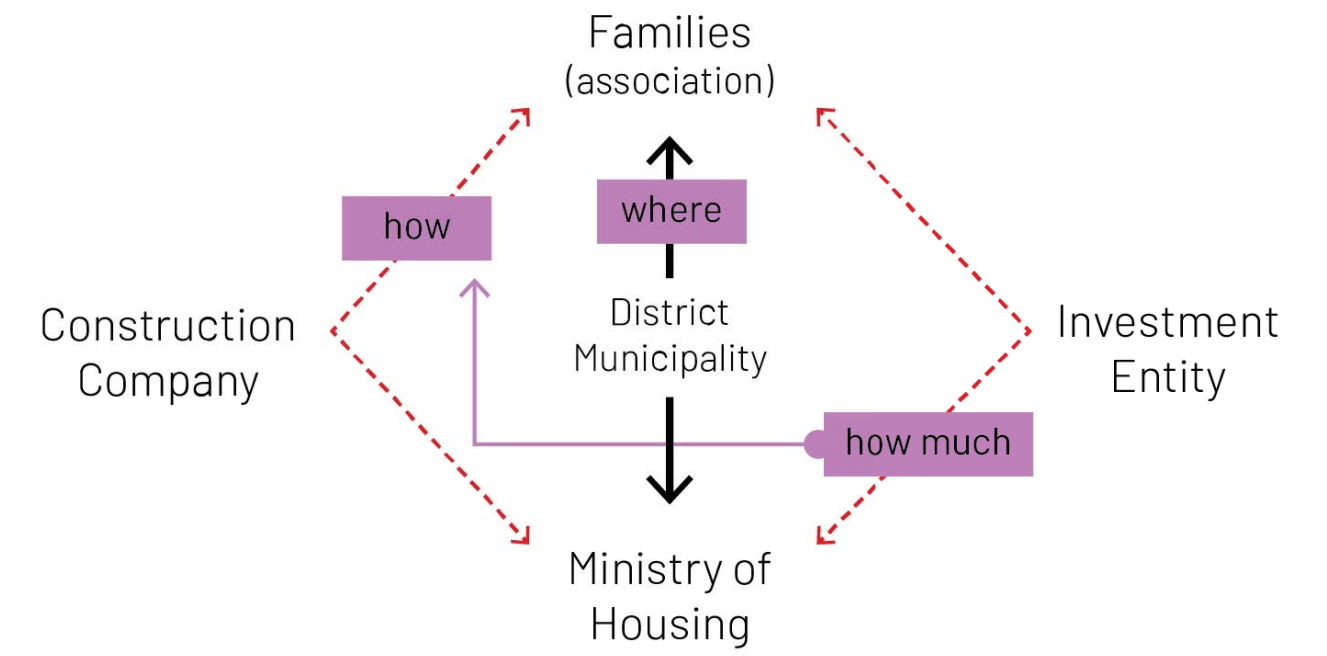 Families
(association)
how
where
District
Municipality
Construction
Company
Investment
Entity
how much
Ministry of
Housing